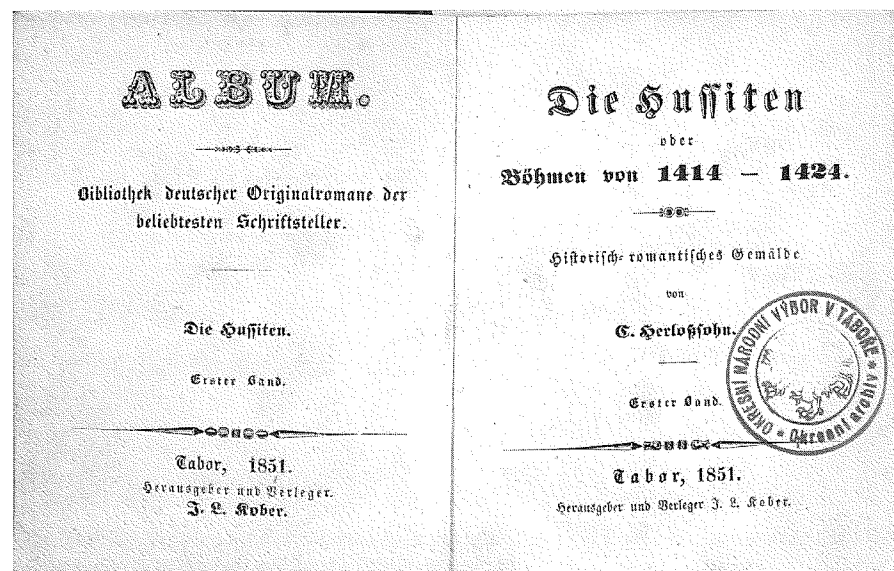 ALBUM.
Bibliothek deutscher Originalromane der
beliebtesten Schriftsteller.
Die Hussiten.
Erster Band.
Tabor, 1851.
Herausgeber und Verleger.
J. L. Kober.
Die Hussiten
oder
Böhmen von 1414 – 1424.
Historisch-romantisches Gemälde
von
C. Herloßsohn.
Erster Band.
Tabor, 1851.
Herausgeber und Verleger J. L. Kober.
OKRESNÍ NÁRODNÍ VÝBOR V TÁBOŘE
Okresní archiv